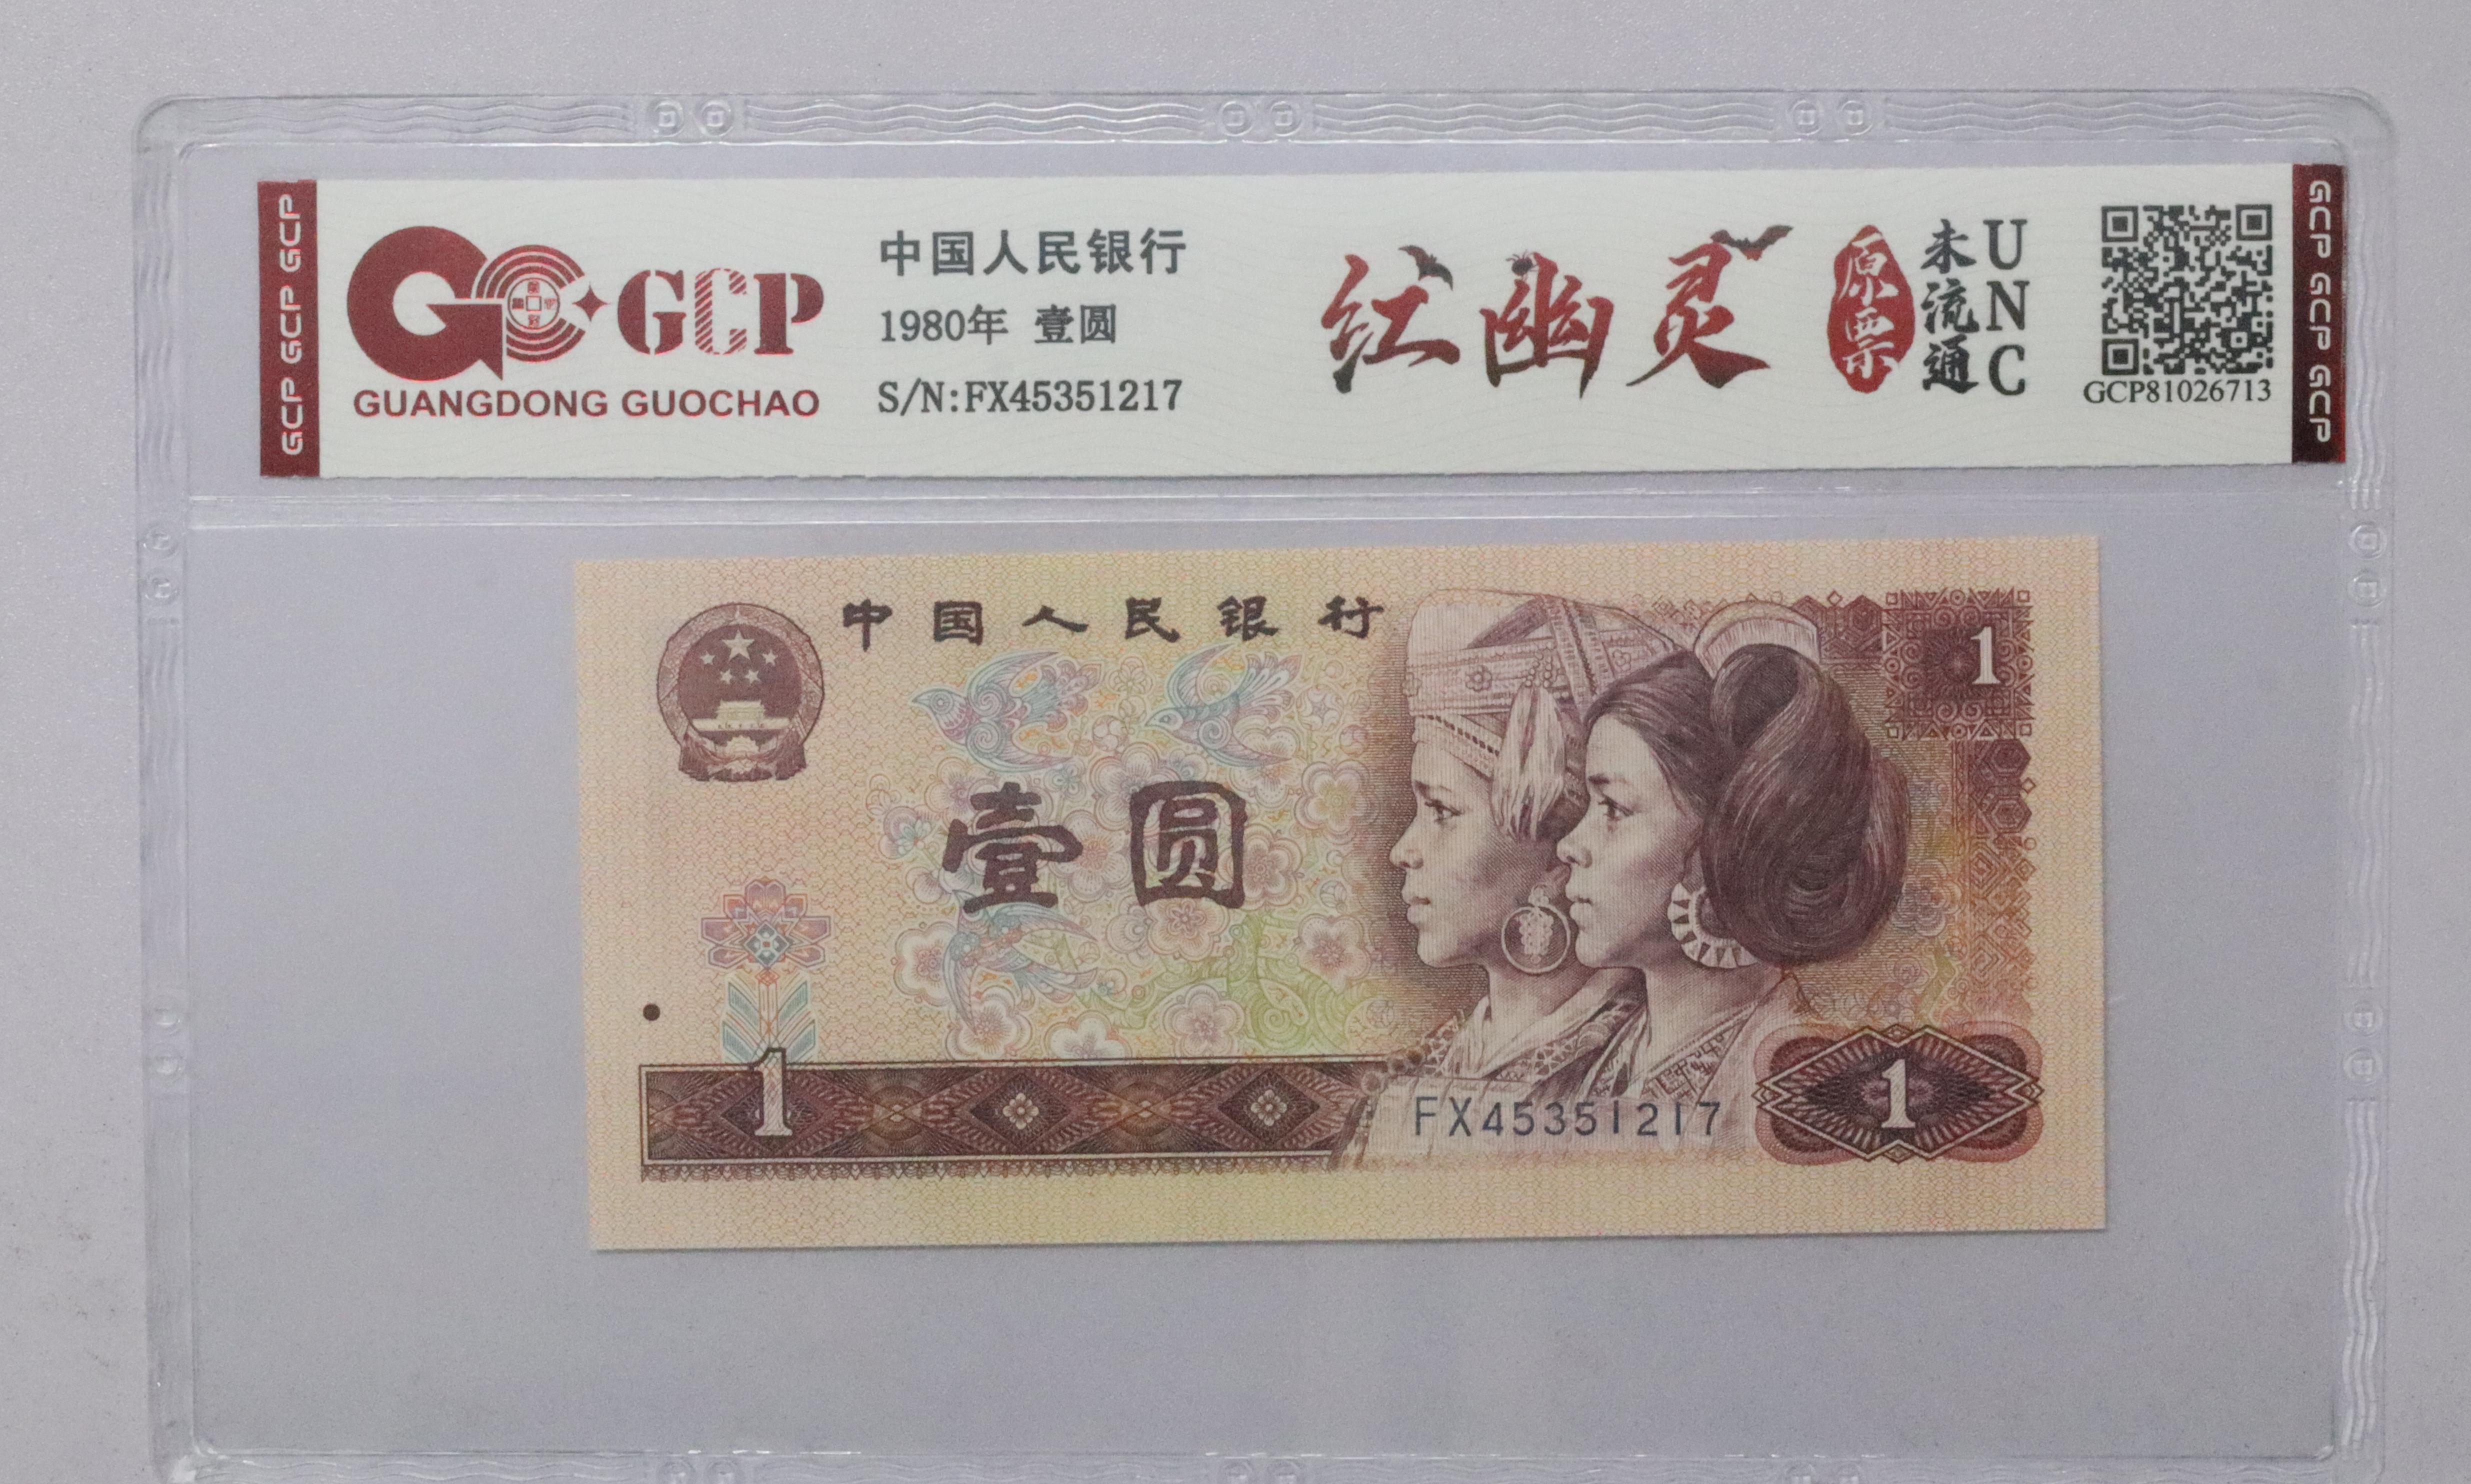 GCP GCP GCP
GCP
GUANGDONG GUOCHAO
中国人民银行
1980年 壹圆
S/N:FX45351217
红幽灵
原票
未流通
UNC
GCP81026713
GCP GCP GCP
中国人民银行
1
壹圆
1
FX45351217
1